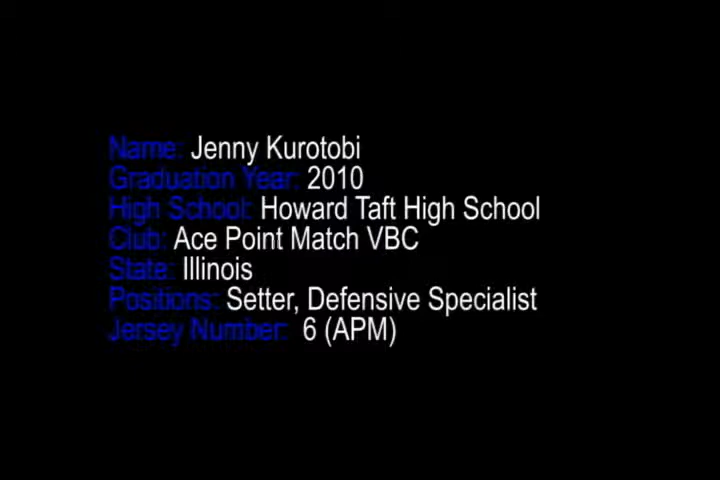 Name: Jenny Kurotobi
Graduation Year: 2010
High School: Howard Taft High School
Club: Ace Point Match VBC
State: Illinois
Positions: Setter, Defensive Specialist
Jersey Number: 6 (APM)